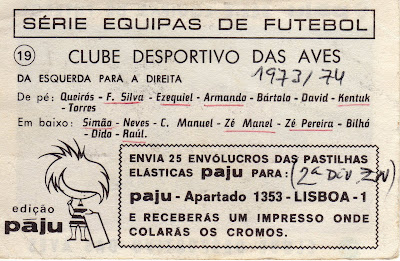 SÉRIE EQUIPAS DE FUTEBOL
19 CLUBE DESPORTIVO DAS AVES
DA ESQUERDA PARA A DIREITA 1973/74
De pé: Queirós - F. Silva - Ezequiel - Armando - Bártolo - David - Kentuk
- Torres
Em baixo: Simão - Neves - C. Manuel - Zé Manel - Zé Pereira - Bilhó
- Dido - Raúl.
ENVIA 25 ENVÓLUCROS DAS PASTILHAS
ELÁSTICAS paju PARA: (2ª DIV. ZN)
paju - Apartado 1353 - LISBOA - 1
E RECEBERÁS UM IMPRESSO ONDE
COLARÁS OS CROMOS.
edição
paju